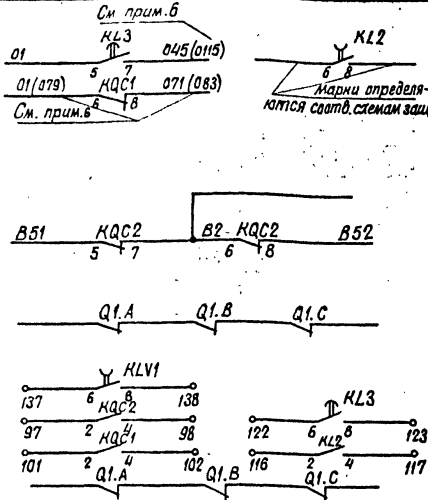 См прим. 6
KL3
01 045 (0115)
5 7
KQC1
01(079) 071 (083)
6 8
См. прим.6
KL2
6 8
Марки определя-
ются соотв. схемам защ
B51 KQC2 B2 KQC2 B52
5 7 6 8
Q1.A Q1.B Q1.C
KLV1
137 6 8 138
KQC2
97 2 4 98
KQC1
101 2 4 102
KL3
122 6 8 123
KL2
116 2 4 117
Q1.A Q1.B Q1.C